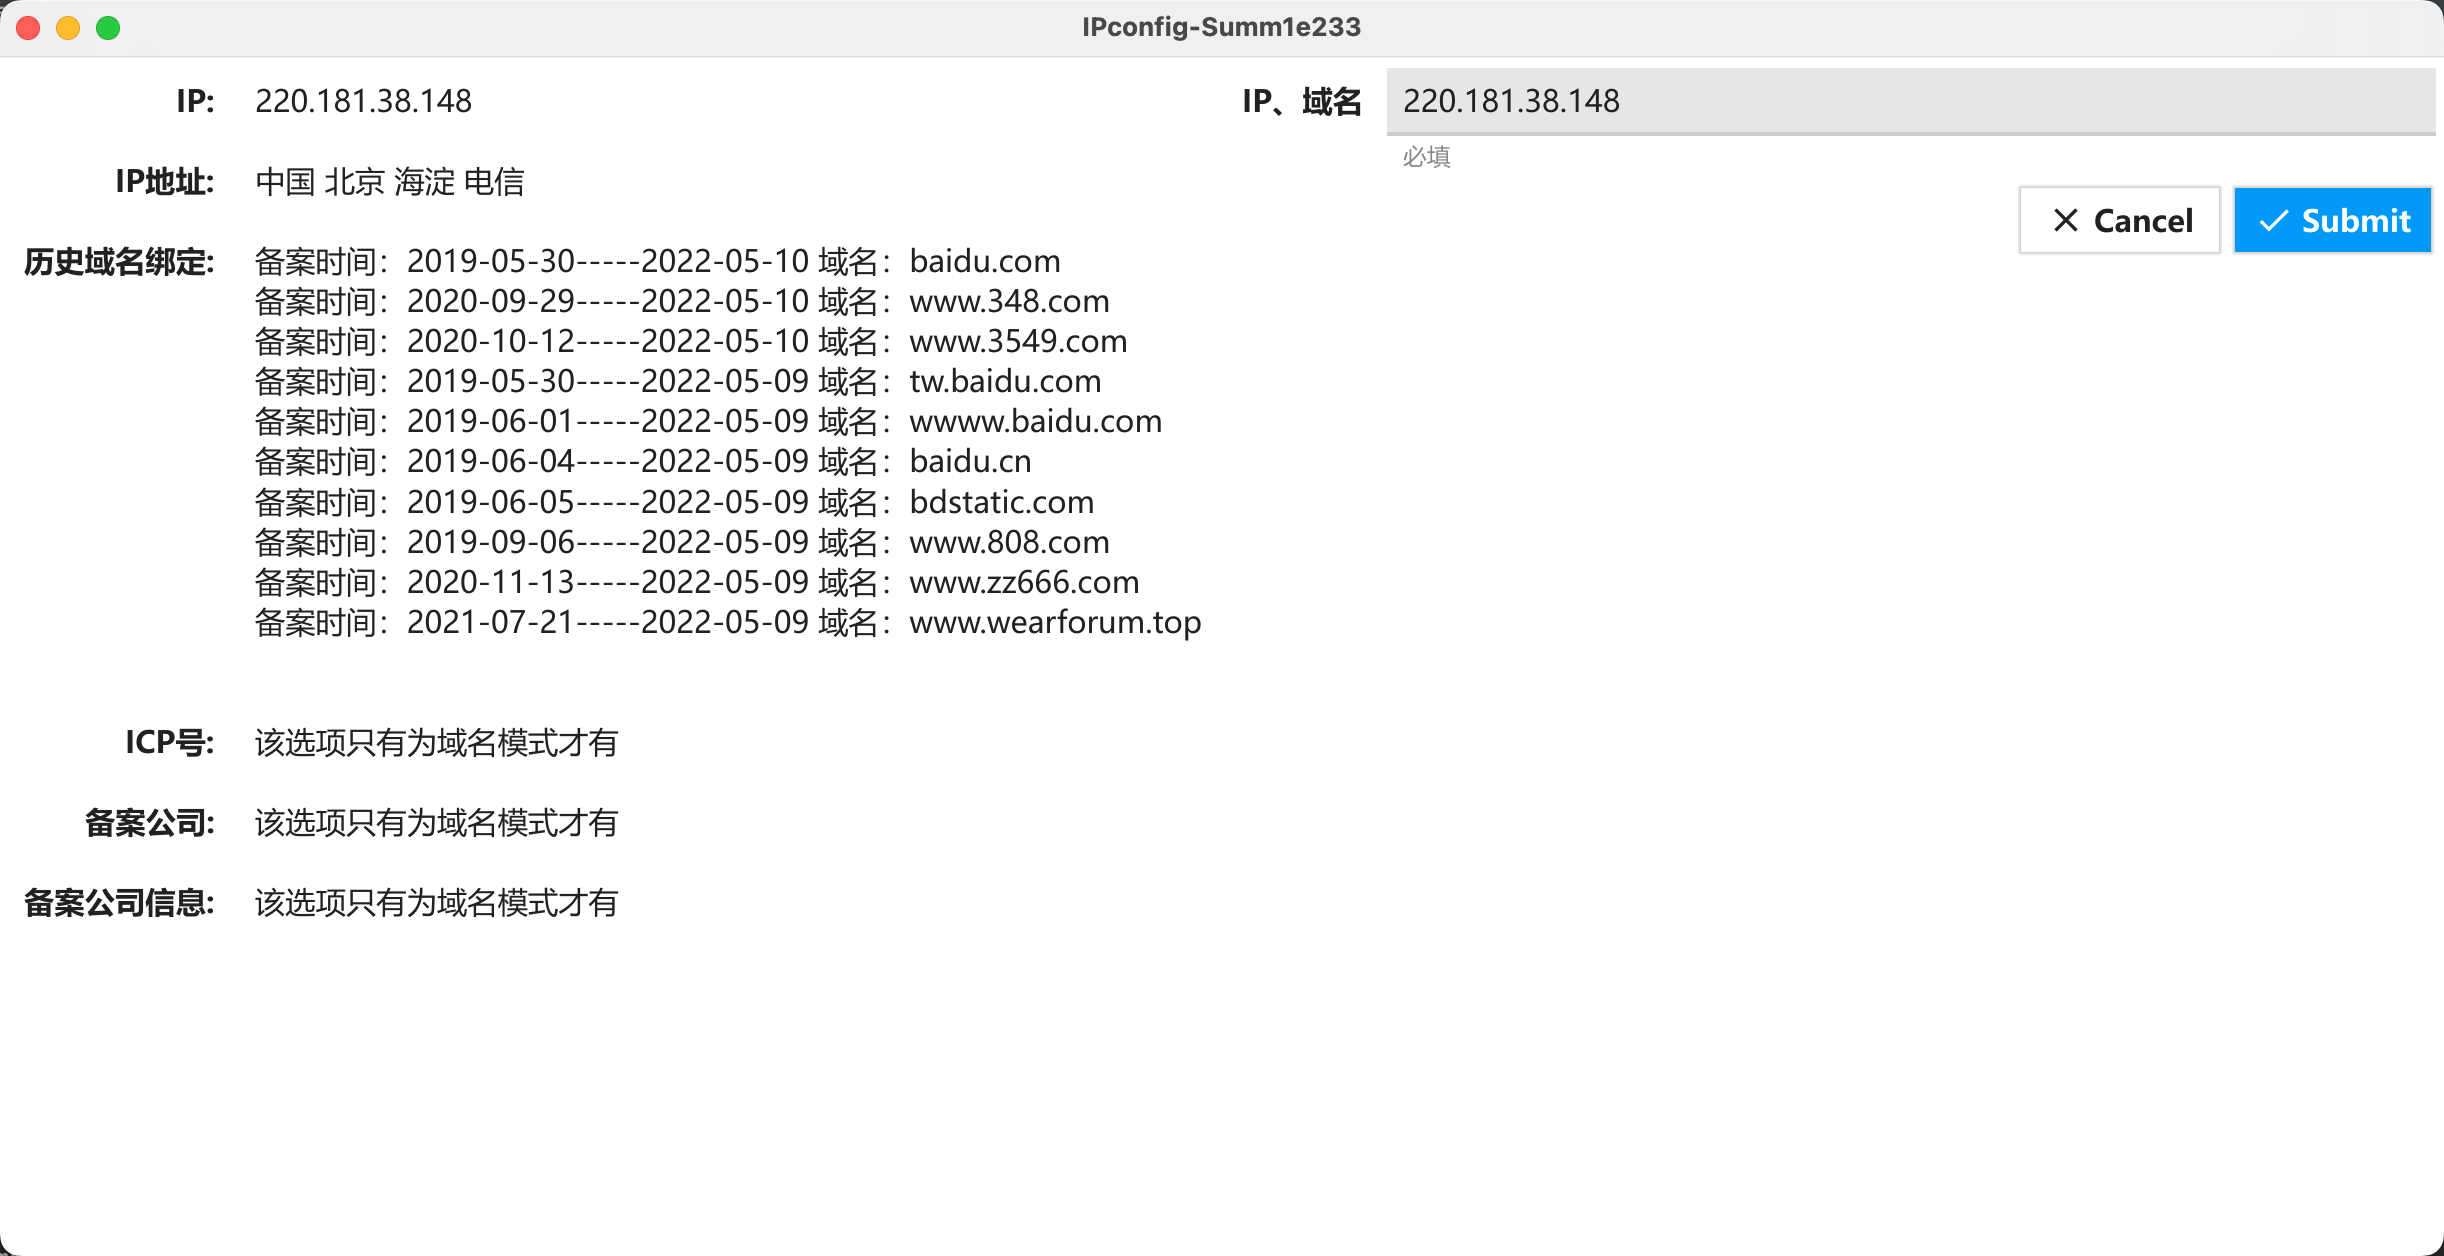 IPconfig-Summ1e233
IP: 220.181.38.148
IP、域名 220.181.38.148
必填
IP地址: 中国 北京 海淀 电信
Cancel Submit
历史域名绑定: 备案时间：2019-05-30-----2022-05-10 域名：baidu.com
备案时间：2020-09-29-----2022-05-10 域名：www.348.com
备案时间：2020-10-12-----2022-05-10 域名：www.3549.com
备案时间：2019-05-30-----2022-05-09 域名：tw.baidu.com
备案时间：2019-06-01-----2022-05-09 域名：wwww.baidu.com
备案时间：2019-06-04-----2022-05-09 域名：baidu.cn
备案时间：2019-06-05-----2022-05-09 域名：bdstatic.com
备案时间：2019-09-06-----2022-05-09 域名：www.808.com
备案时间：2020-11-13-----2022-05-09 域名：www.zz666.com
备案时间：2021-07-21-----2022-05-09 域名：www.wearforum.top
ICP号: 该选项只有为域名模式才有
备案公司: 该选项只有为域名模式才有
备案公司信息: 该选项只有为域名模式才有